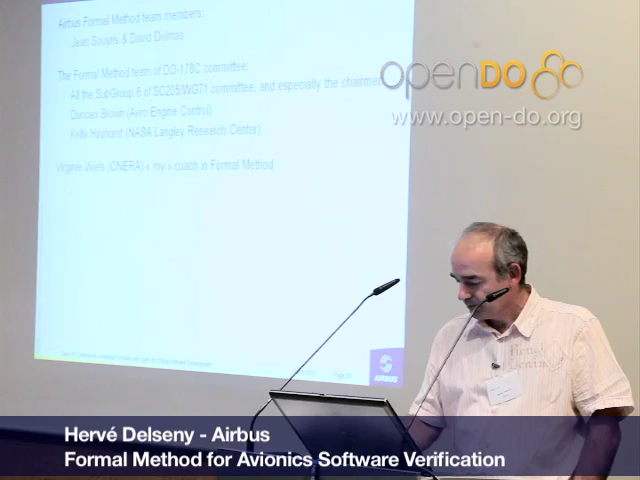 Airbus Formal Method team members:
Jean Souyris & David Delmas
The Formal Method team of DO-178C committee:
All the SubGroup 6 of SC205/WG71 committee, and especially the chairmen
Duncan Brown (Aero Engine Control)
Kelly Hayhurst (NASA Langley Research Center)
Virginie Wiels (ONERA) « my » coach in Formal Method
openDO
www.open-do.org
AIRBUS
Hervé Delseny - Airbus
Formal Method for Avionics Software Verification